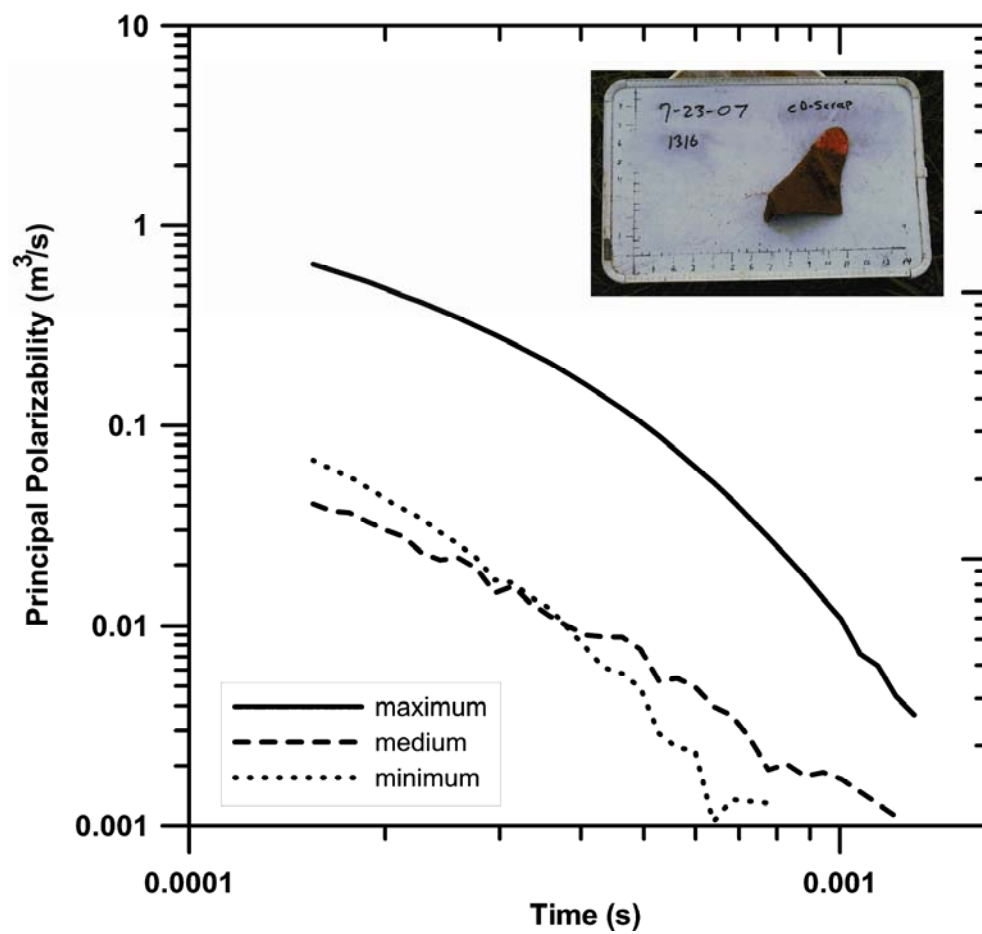 10
1
0.1
0.01
0.001
Principal Polarizability (m³/s)
7-23-07
CD-Scrap
1316
maximum
medium
minimum
0.0001
0.001
Time (s)